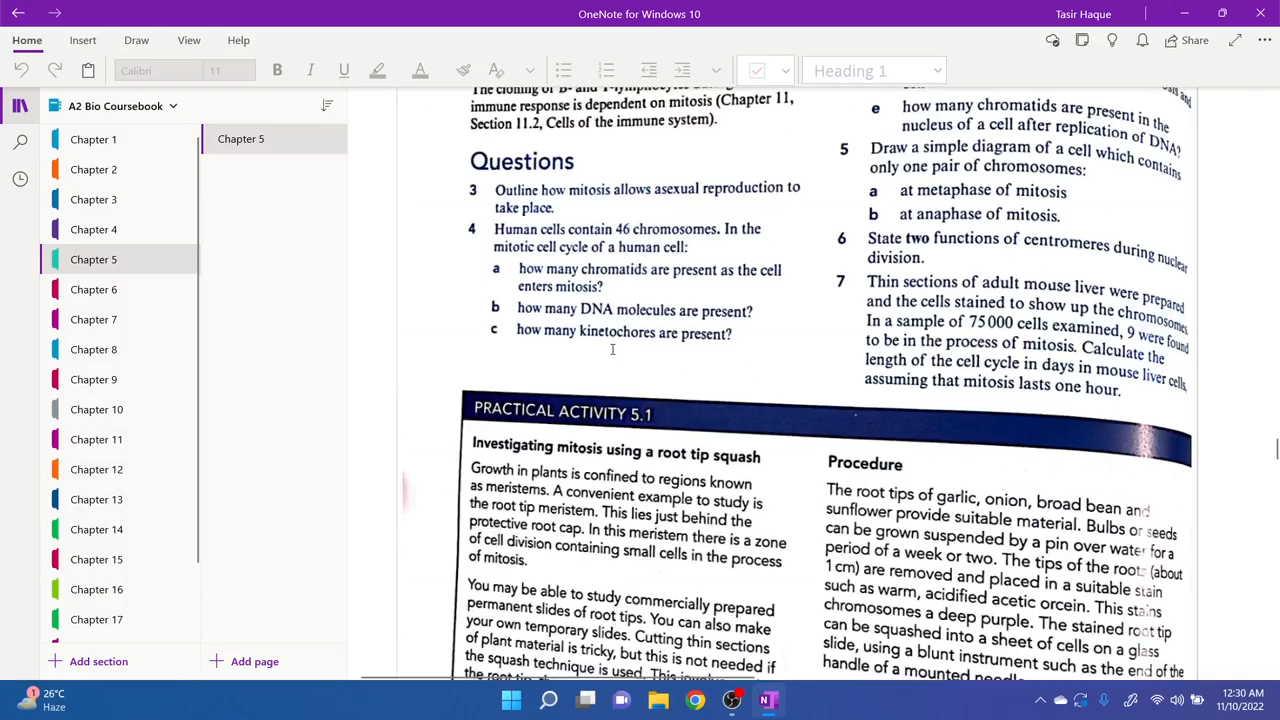 OneNote for Windows 10
Tasir Haque
Home
Insert
Draw
View
Help
Share
Calibri
11
B
I
U
A
Heading 1
A2 Bio Coursebook
Chapter 1
Chapter 2
Chapter 3
Chapter 4
Chapter 5
Chapter 6
Chapter 7
Chapter 8
Chapter 9
Chapter 10
Chapter 11
Chapter 12
Chapter 13
Chapter 14
Chapter 15
Chapter 16
Chapter 17
Add section
Chapter 5
Add page
immune response is dependent on mitosis (Chapter 11,
Section 11.2, Cells of the immune system).
Questions
3 Outline how mitosis allows asexual reproduction to
take place.
4 Human cells contain 46 chromosomes. In the
mitotic cell cycle of a human cell:
a how many chromatids are present as the cell
enters mitosis?
b how many DNA molecules are present?
c how many kinetochores are present?
and
e how many chromatids are present in the
nucleus of a cell after replication of DNA?
5 Draw a simple diagram of a cell which contains
only one pair of chromosomes:
a at metaphase of mitosis
b at anaphase of mitosis.
6 State two functions of centromeres during nuclear
division.
7 Thin sections of adult mouse liver were prepared
and the cells stained to show up the chromosomes.
In a sample of 75 000 cells examined, 9 were found
to be in the process of mitosis. Calculate the
length of the cell cycle in days in mouse liver cells,
assuming that mitosis lasts one hour.
PRACTICAL ACTIVITY 5.1
Investigating mitosis using a root tip squash
Growth in plants is confined to regions known
as meristems. A convenient example to study is
the root tip meristem. This lies just behind the
protective root cap. In this meristem there is a zone
of cell division containing small cells in the process
of mitosis.
You may be able to study commercially prepared
permanent slides of root tips. You can also make
your own temporary slides. Cutting thin sections
of plant material is tricky, but this is not needed if
the squash technique is used. This
Procedure
The root tips of garlic, onion, broad bean and
sunflower provide suitable material. Bulbs or seeds
can be grown suspended by a pin over water for a
period of a week or two. The tips of the roots (about
1 cm) are removed and placed in a suitable stain
such as warm, acidified acetic orcein. This stains
chromosomes a deep purple. The stained root tip
can be squashed into a sheet of cells on a glass
slide, using a blunt instrument such as the end of the
handle of a mounted needle
26°C
Haze
12:30 AM
11/10/2022